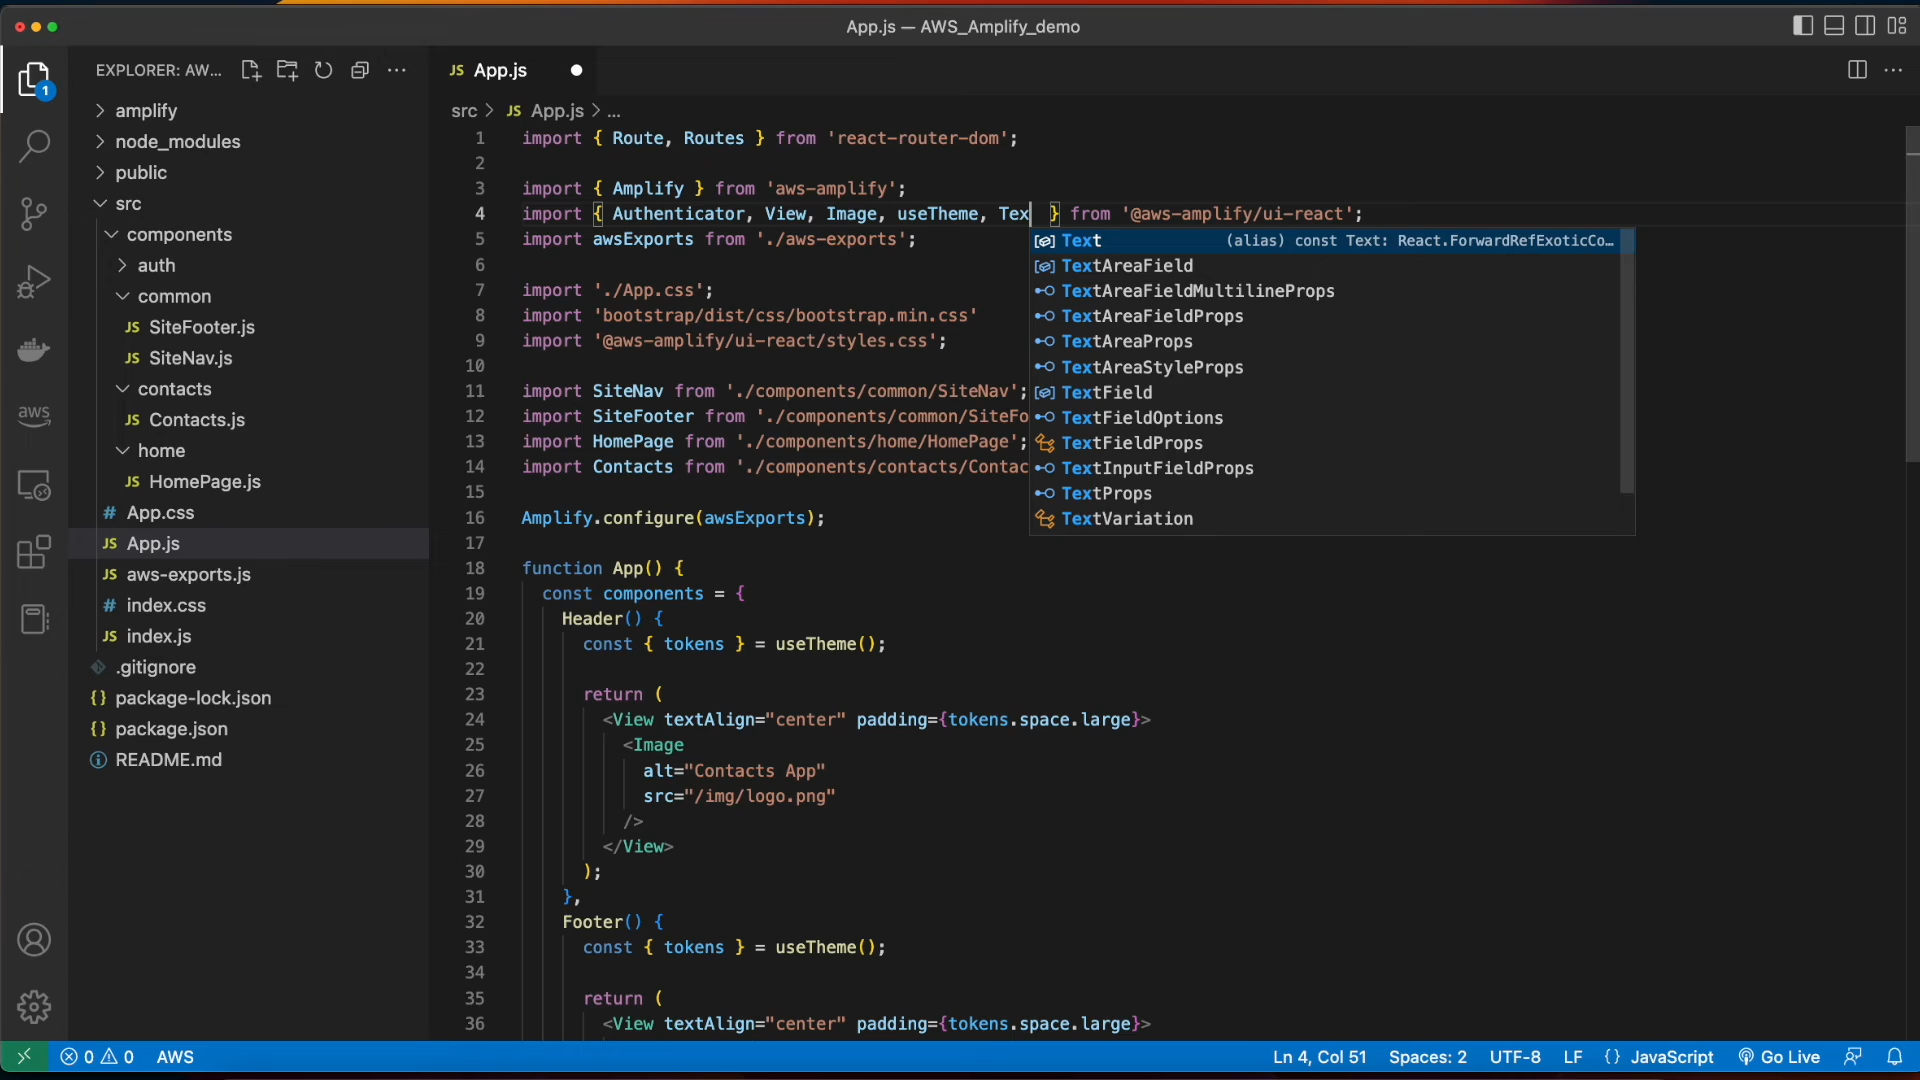 App.js — AWS_Amplify_demo
EXPLORER: AW...
1
amplify
node_modules
public
src
components
auth
common
JS SiteFooter.js
JS SiteNav.js
contacts
JS Contacts.js
home
JS HomePage.js
# App.css
JS App.js
JS aws-exports.js
# index.css
JS index.js
.gitignore
{} package-lock.json
{} package.json
README.md
aws
JS App.js
src > JS App.js > ...
1 import { Route, Routes } from 'react-router-dom';
2
3 import { Amplify } from 'aws-amplify';
4 import { Authenticator, View, Image, useTheme, Tex } from '@aws-amplify/ui-react';
5 import awsExports from './aws-exports';
6
7 import './App.css';
8 import 'bootstrap/dist/css/bootstrap.min.css'
9 import '@aws-amplify/ui-react/styles.css';
10
11 import SiteNav from './components/common/SiteNav';
12 import SiteFooter from './components/common/SiteFo
13 import HomePage from './components/home/HomePage';
14 import Contacts from './components/contacts/Contac
15
16 Amplify.configure(awsExports);
17
18 function App() {
19 const components = {
20 Header() {
21 const { tokens } = useTheme();
22
23 return (
24 <View textAlign="center" padding={tokens.space.large}>
25 <Image
26 alt="Contacts App"
27 src="/img/logo.png"
28 />
29 </View>
30 );
31 },
32 Footer() {
33 const { tokens } = useTheme();
34
35 return (
36 <View textAlign="center" padding={tokens.space.large}>
Text (alias) const Text: React.ForwardRefExoticCo...
TextAreaField
TextAreaFieldMultilineProps
TextAreaFieldProps
TextAreaProps
TextAreaStyleProps
TextField
TextFieldOptions
TextFieldProps
TextInputFieldProps
TextProps
TextVariation
0 0 AWS
Ln 4, Col 51 Spaces: 2 UTF-8 LF {} JavaScript Go Live